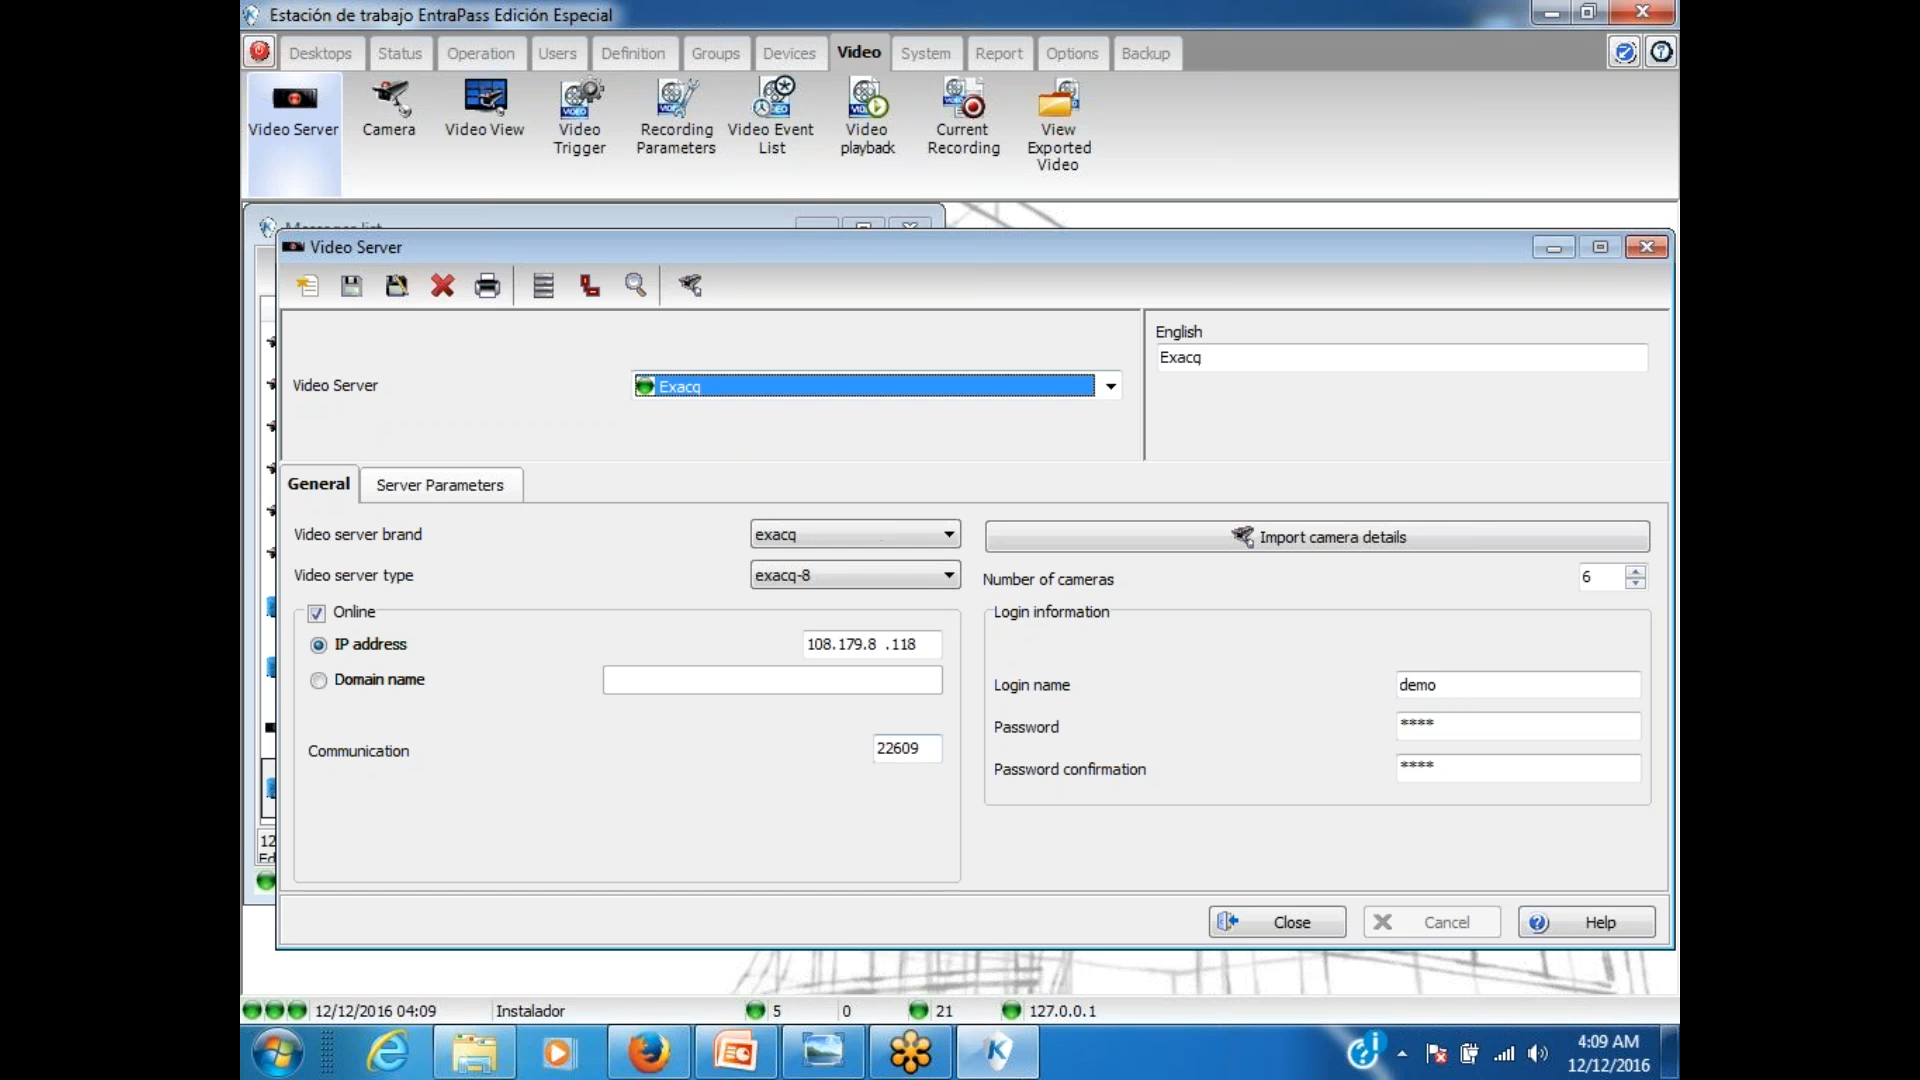 Estación de trabajo EntraPass Edición Especial
Desktops Status Operation Users Definition Groups Devices Video System Report Options Backup
Video Server
Camera
Video View
Video Trigger
Recording Parameters
Video Event List
Video playback
Current Recording
View Exported Video
Video Server
English
Exacq
Video Server
Exacq
General Server Parameters
Video server brand
exacq
Import camera details
Video server type
exacq-8
Number of cameras
6
Online
Login information
IP address
108.179.8 .118
Domain name
Login name
demo
Password
****
Communication
22609
Password confirmation
****
12
Close
Cancel
Help
12/12/2016 04:09 Instalador 5 0 21 127.0.0.1
4:09 AM
12/12/2016